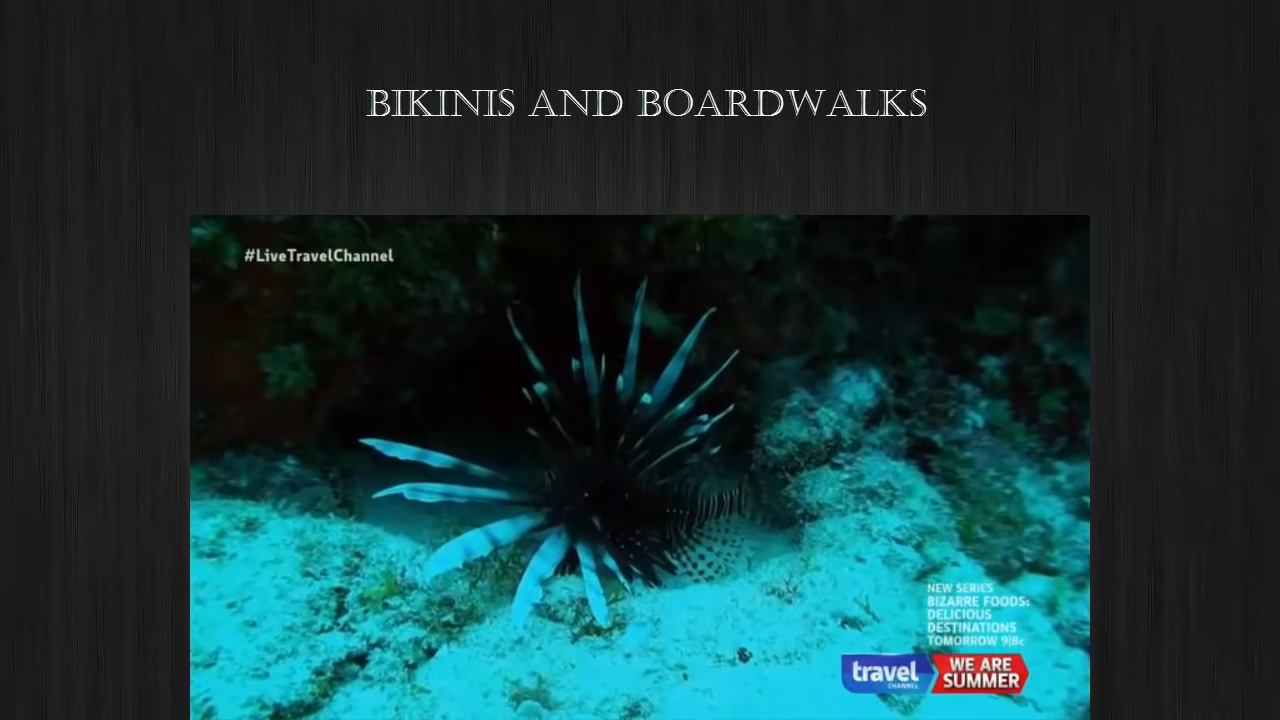 BIKINIS AND BOARDWALKS
#LiveTravelChannel
NEW SERIES
BIZARRE FOODS:
DELICIOUS
DESTINATIONS
TOMORROW 9|8c
travel
CHANNEL
WE ARE
SUMMER